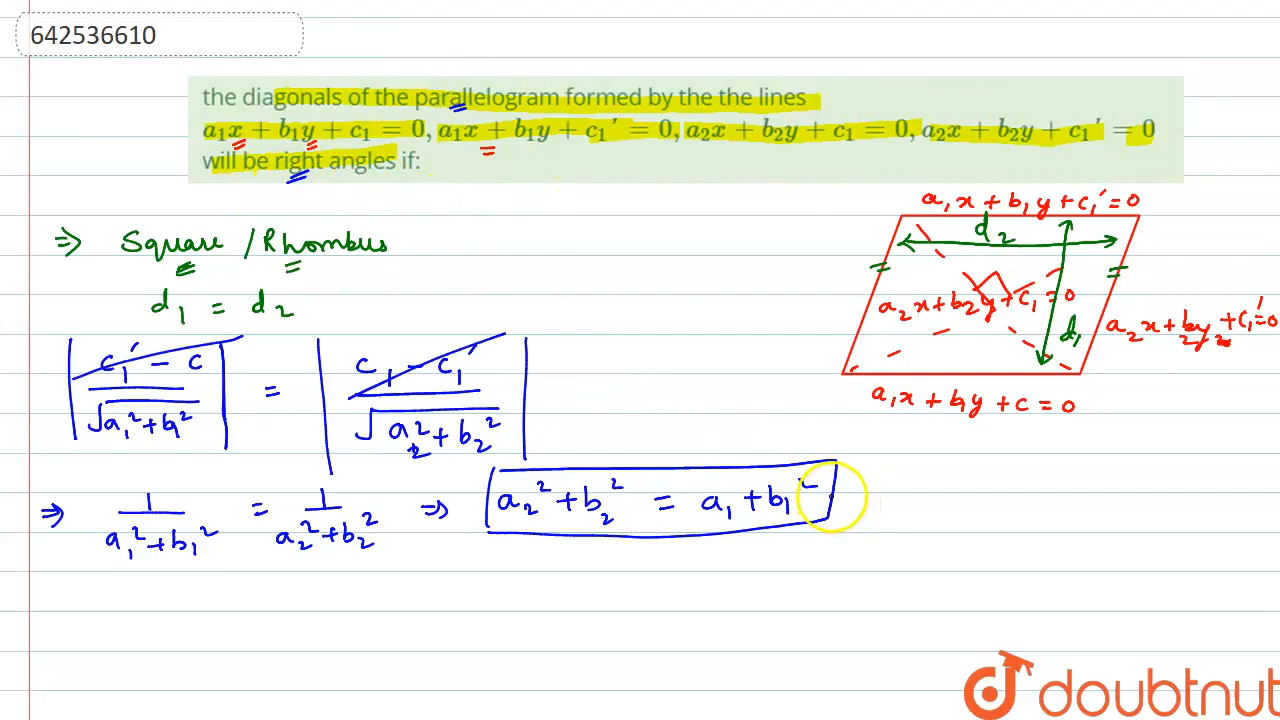 642536610
the diagonals of the parallelogram formed by the the lines
a₁x + b₁y + c₁ = 0, a₁x + b₁y + c₁′ = 0, a₂x + b₂y + c₁ = 0, a₂x + b₂y + c₁′ = 0
will be right angles if:
a₁x + b₁y + c₁′ = 0
d₂
⇒ Square / Rhombus
a₂x + b₂y + c₁ = 0
d₁ = d₂
a₂x + b₂y + c₁′ = 0
d₁
|c₁′ - c / √a₁² + b₁²| = |c₁ - c₁′ / √a₂² + b₂²|
a₁x + b₁y + c = 0
⇒ 1 / a₁² + b₁² = 1 / a₂² + b₂² ⇒ a₂² + b₂² = a₁ + b₁²
doubtnut